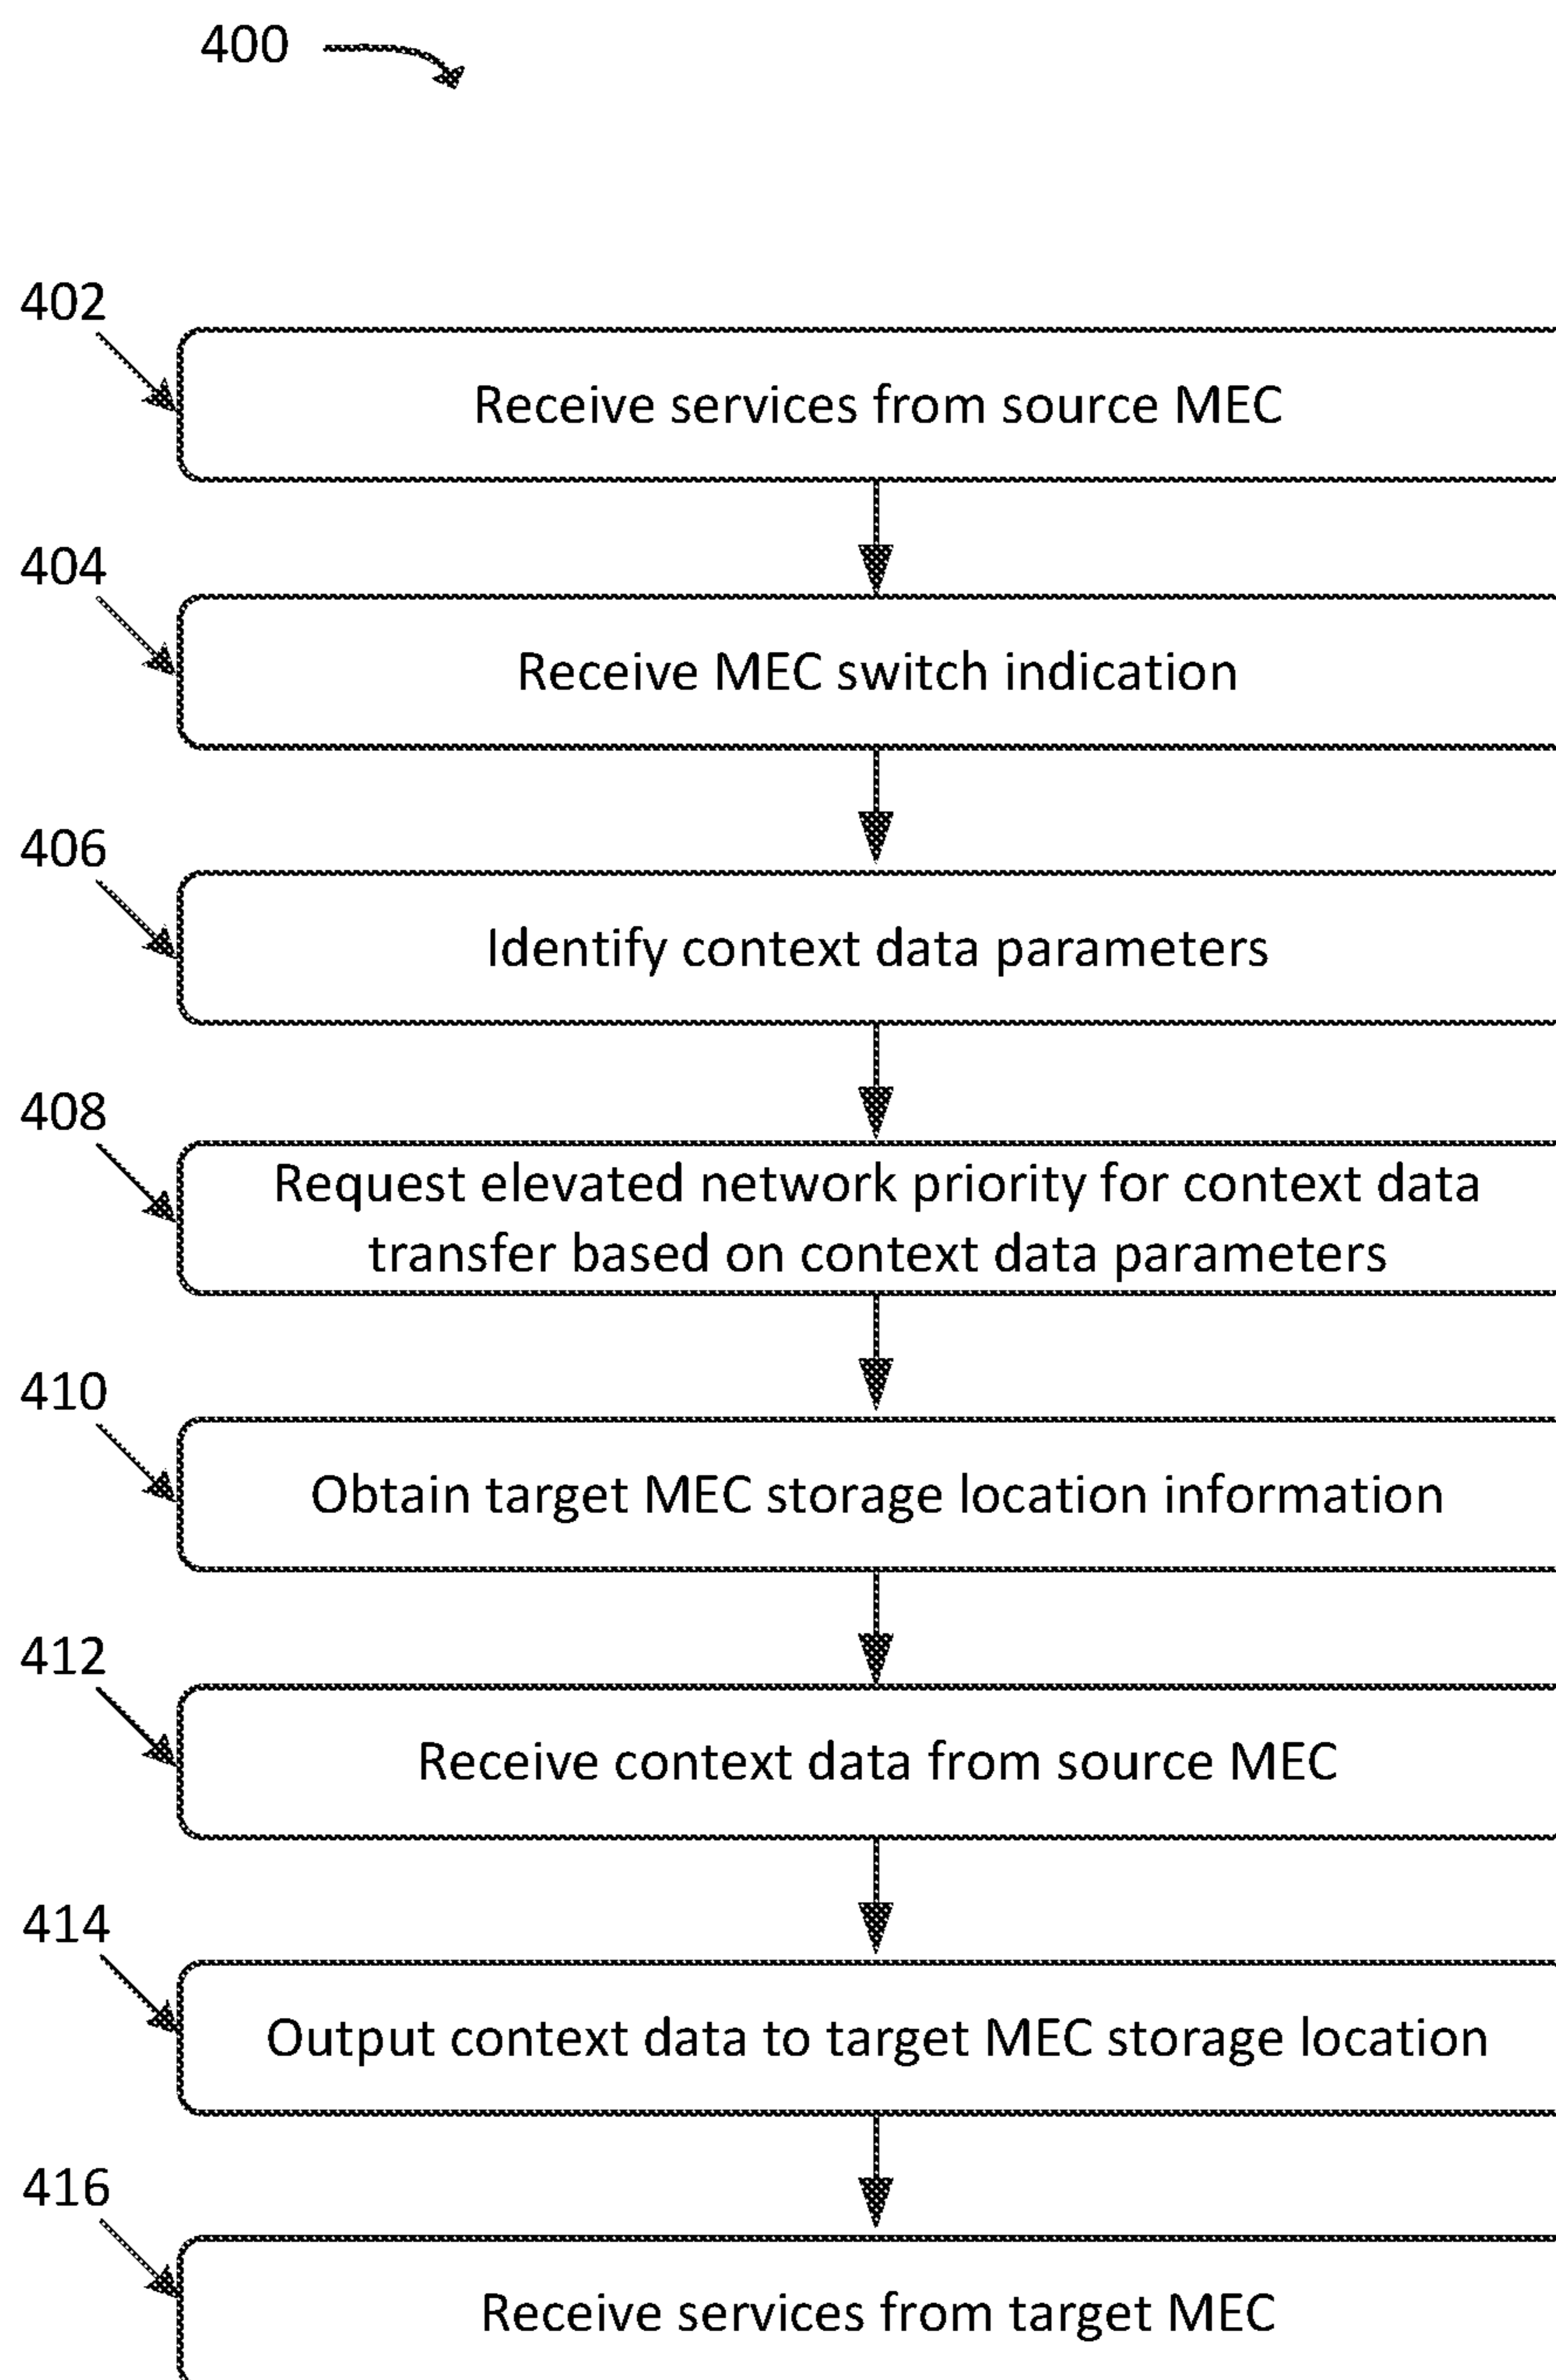 400
402
Receive services from source MEC
404
Receive MEC switch indication
406
Identify context data parameters
408
Request elevated network priority for context data
transfer based on context data parameters
410
Obtain target MEC storage location information
412
Receive context data from source MEC
414
Output context data to target MEC storage location
416
Receive services from target MEC